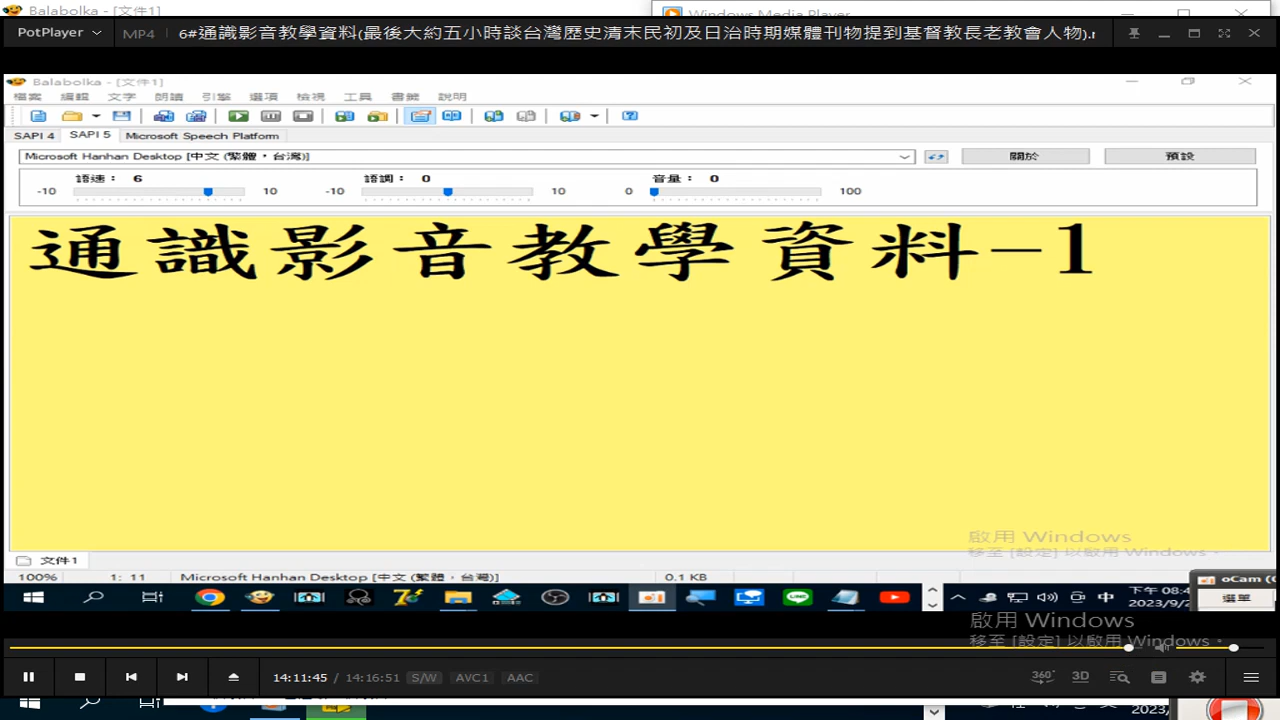 Balabolka - [文件1]
Windows Media Player
PotPlayer
MP4
6#通識影音教學資料(最後大約五小時談台灣歷史清末民初及日治時期媒體刊物提到基督教長老教會人物).r
Balabolka - [文件1]
檔案 編輯 文字 朗讀 引擎 選項 檢視 工具 書籤 說明
SAPI 4 SAPI 5 Microsoft Speech Platform
Microsoft Hanhan Desktop [中文 (繁體，台灣)]
關於
預設
語速： 6
語調： 0
音量： 0
-10 10 -10 10 0 100
通識影音教學資料-1
啟用 Windows
移至 [設定] 以啟用 Windows。
文件1
100% 1: 11 Microsoft Hanhan Desktop [中文 (繁體，台灣)] 0.1 KB
oCam (
選單
中
下午 08:4
2023/9/2
啟用 Windows
移至 [設定] 以啟用 Windows。
14:11:45 / 14:16:51 S/W AVC1 AAC
360° 3D
2023,